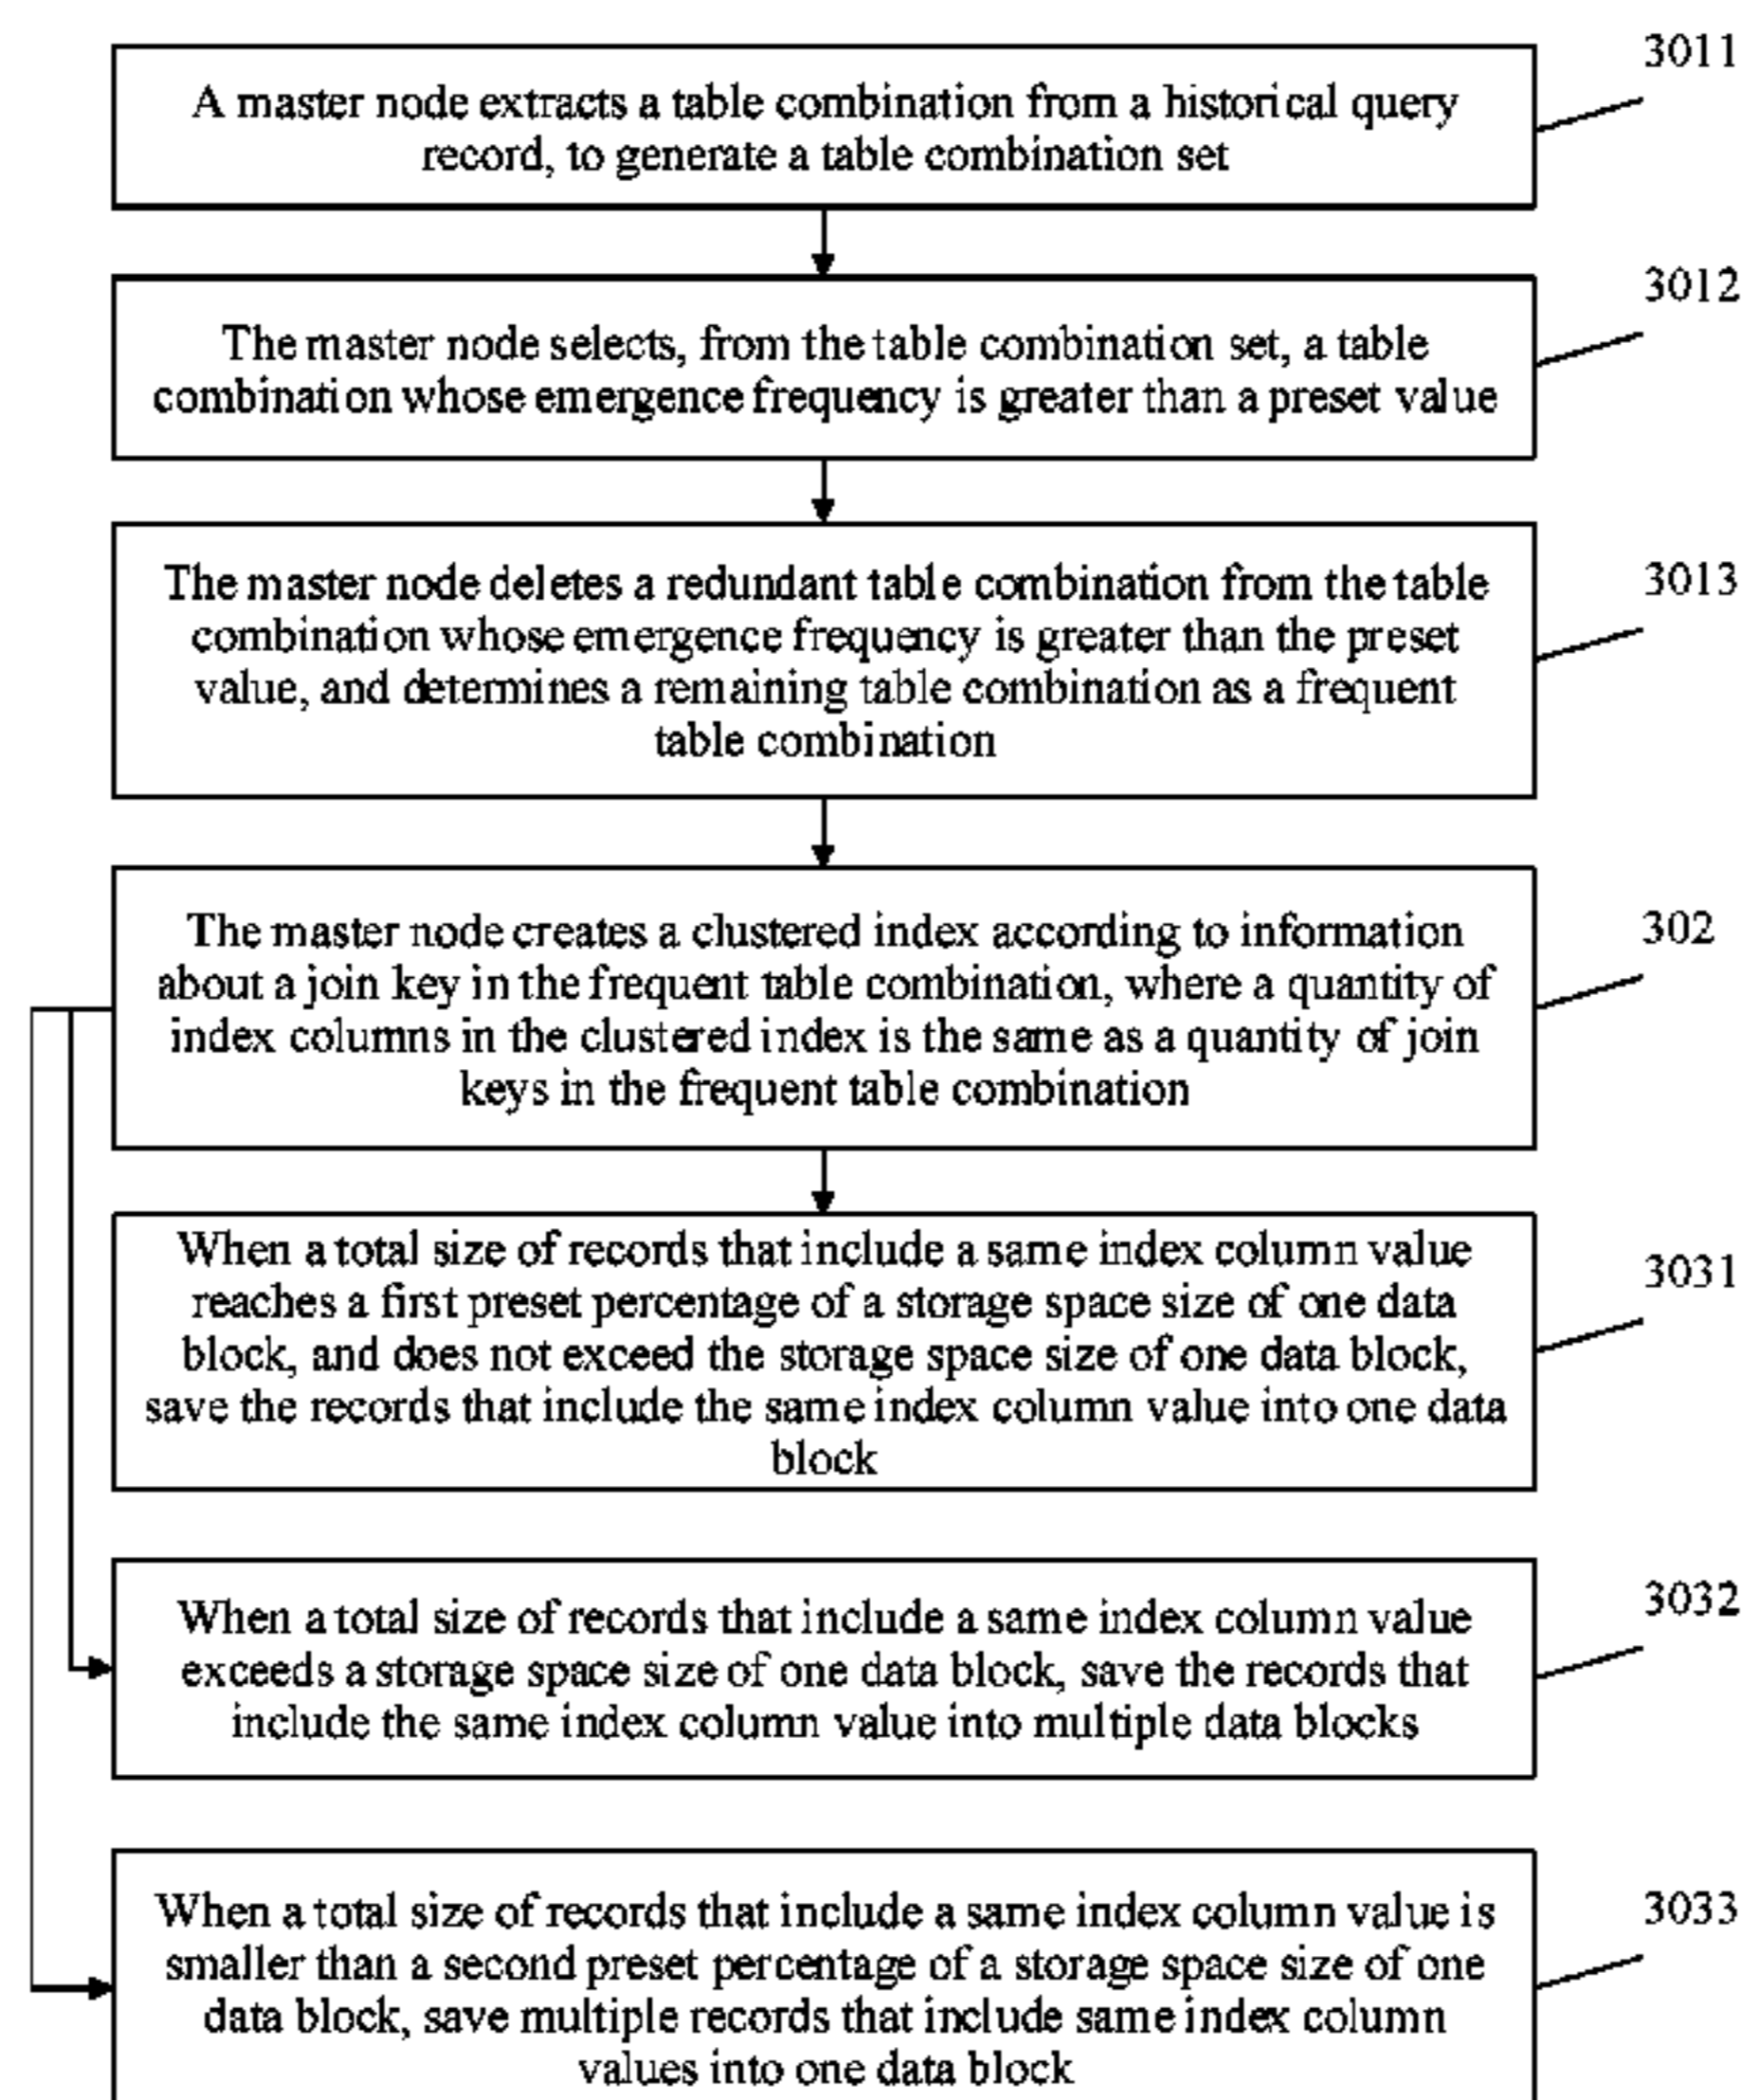 3011
A master node extracts a table combination from a historical query
record, to generate a table combination set
3012
The master node selects, from the table combination set, a table
combination whose emergence frequency is greater than a preset value
3013
The master node deletes a redundant table combination from the table
combination whose emergence frequency is greater than the preset
value, and determines a remaining table combination as a frequent
table combination
302
The master node creates a clustered index according to information
about a join key in the frequent table combination, where a quantity of
index columns in the clustered index is the same as a quantity of join
keys in the frequent table combination
3031
When a total size of records that include a same index column value
reaches a first preset percentage of a storage space size of one data
block, and does not exceed the storage space size of one data block,
save the records that include the same index column value into one data
block
3032
When a total size of records that include a same index column value
exceeds a storage space size of one data block, save the records that
include the same index column value into multiple data blocks
3033
When a total size of records that include a same index column value is
smaller than a second preset percentage of a storage space size of one
data block, save multiple records that include same index column
values into one data block